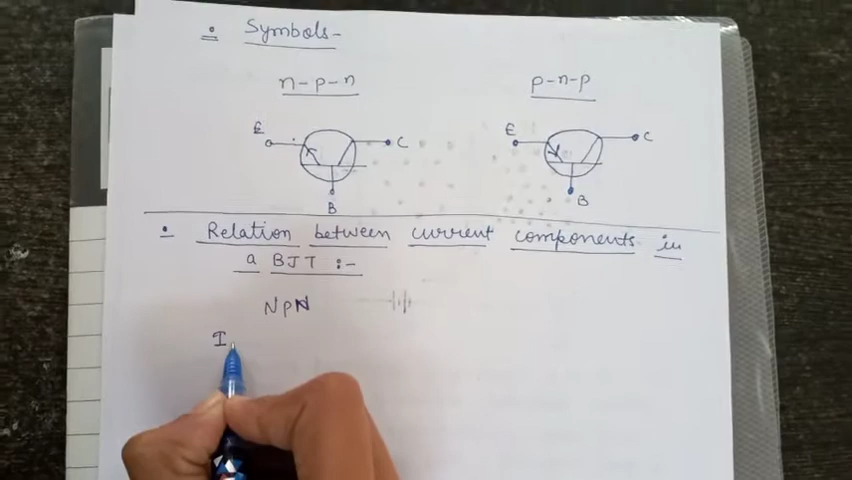 • Symbols-
n-p-n
p-n-p
E C
B
E C
B
• Relation between current components in
a BJT :-
NPN
I